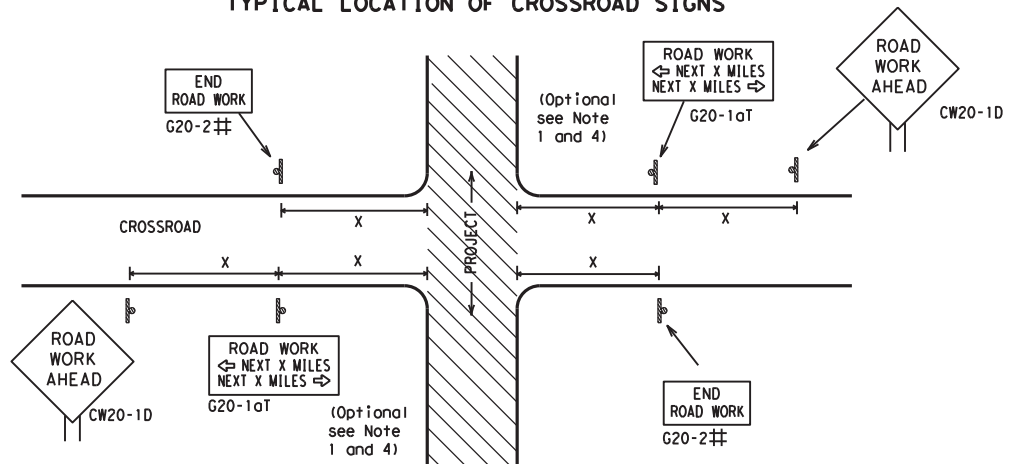 TYPICAL LOCATION OF CROSSROAD SIGNS
END
ROAD WORK
G20-2#
(Optional
see Note
1 and 4)
ROAD WORK
⇦ NEXT X MILES
NEXT X MILES ⇨
G20-1aT
ROAD
WORK
AHEAD
CW20-1D
X
X
X
CROSSROAD
PROJECT
X
X
X
ROAD
WORK
AHEAD
CW20-1D
ROAD WORK
⇦ NEXT X MILES
NEXT X MILES ⇨
G20-1aT
(Optional
see Note
1 and 4)
END
ROAD WORK
G20-2#